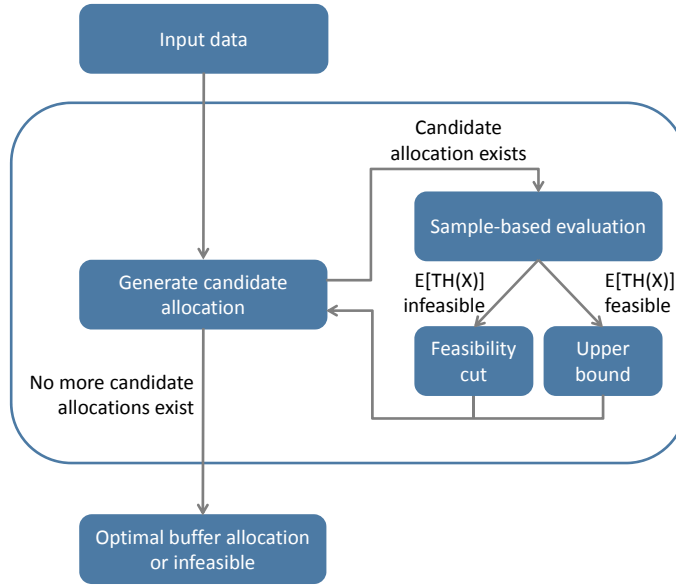 Input data
Candidate
allocation exists
Sample-based evaluation
Generate candidate
allocation
E[TH(X)]
infeasible
E[TH(X)]
feasible
Feasibility
cut
Upper
bound
No more candidate
allocations exist
Optimal buffer allocation
or infeasible